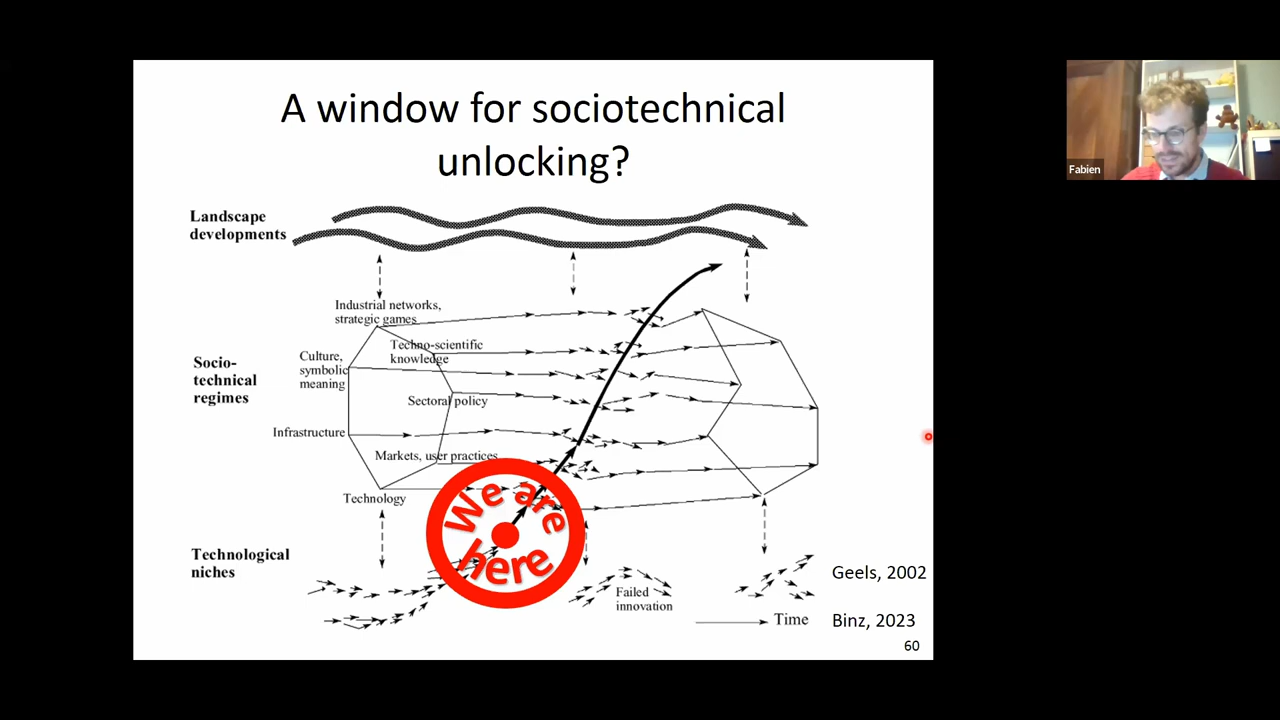 A window for sociotechnical
unlocking?
Fabien
Landscape
developments
Industrial networks,
strategic games
Techno-scientific
knowledge
Culture,
symbolic
meaning
Socio-
technical
regimes
Sectoral policy
Infrastructure
Markets, user practices
Technology
We are
here
Technological
niches
Failed
innovation
Time
Geels, 2002
Binz, 2023
60